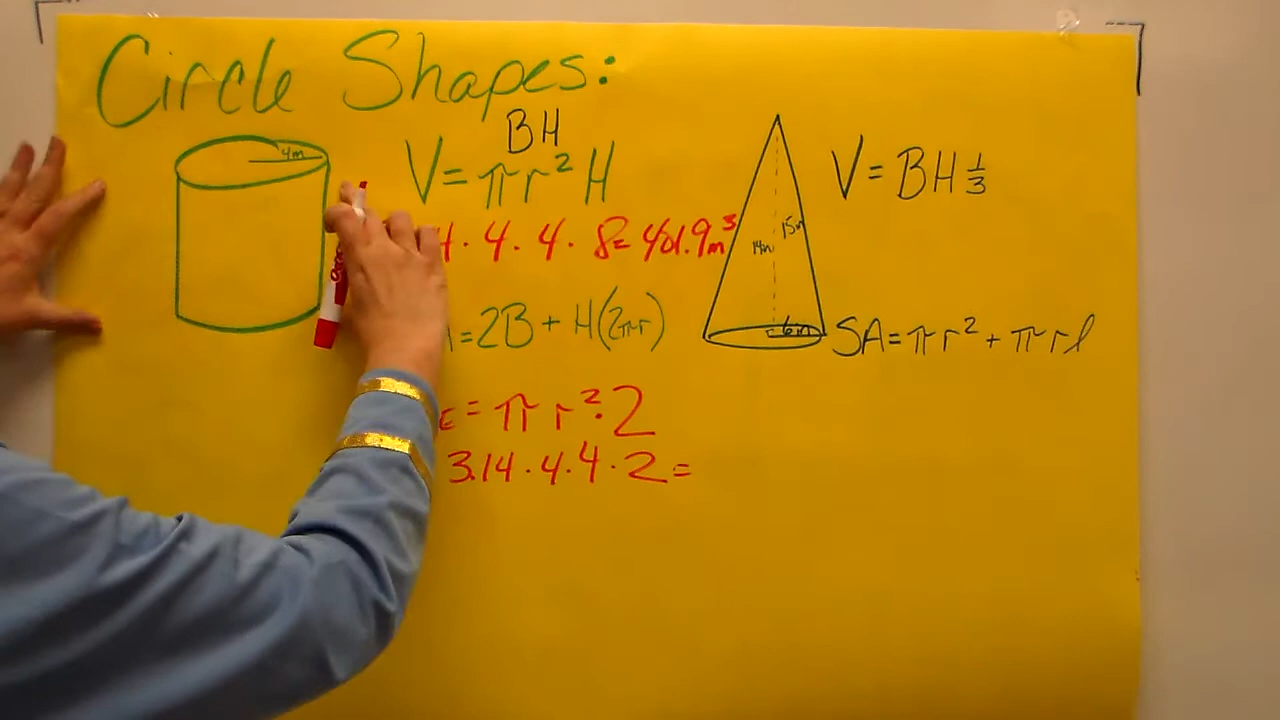 Circle Shapes:
4m
BH
V = πr² H
4 · 4 · 4 · 8 = 401.9m³
= 2B + H(2πr)
= πr² · 2
3.14 · 4 · 4 · 2 =
14m
15m
6m
V = BH ⅓
SA = πr² + πrl